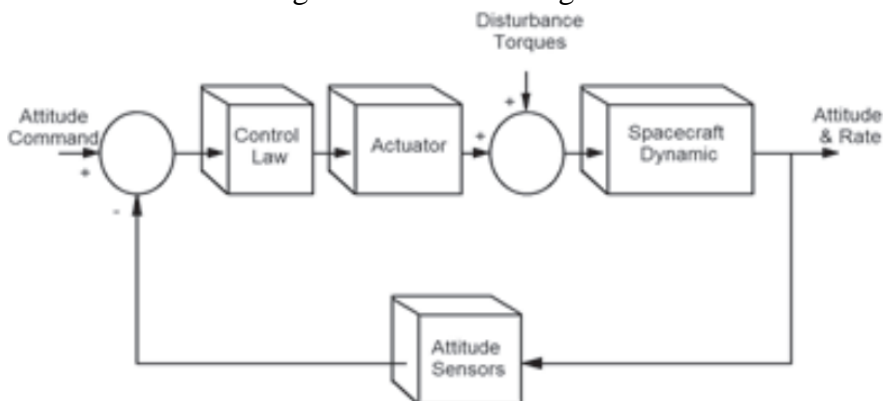 Disturbance
Torques
Attitude
Command
+
-
Control
Law
Actuator
+
+
Spacecraft
Dynamic
Attitude
& Rate
Attitude
Sensors